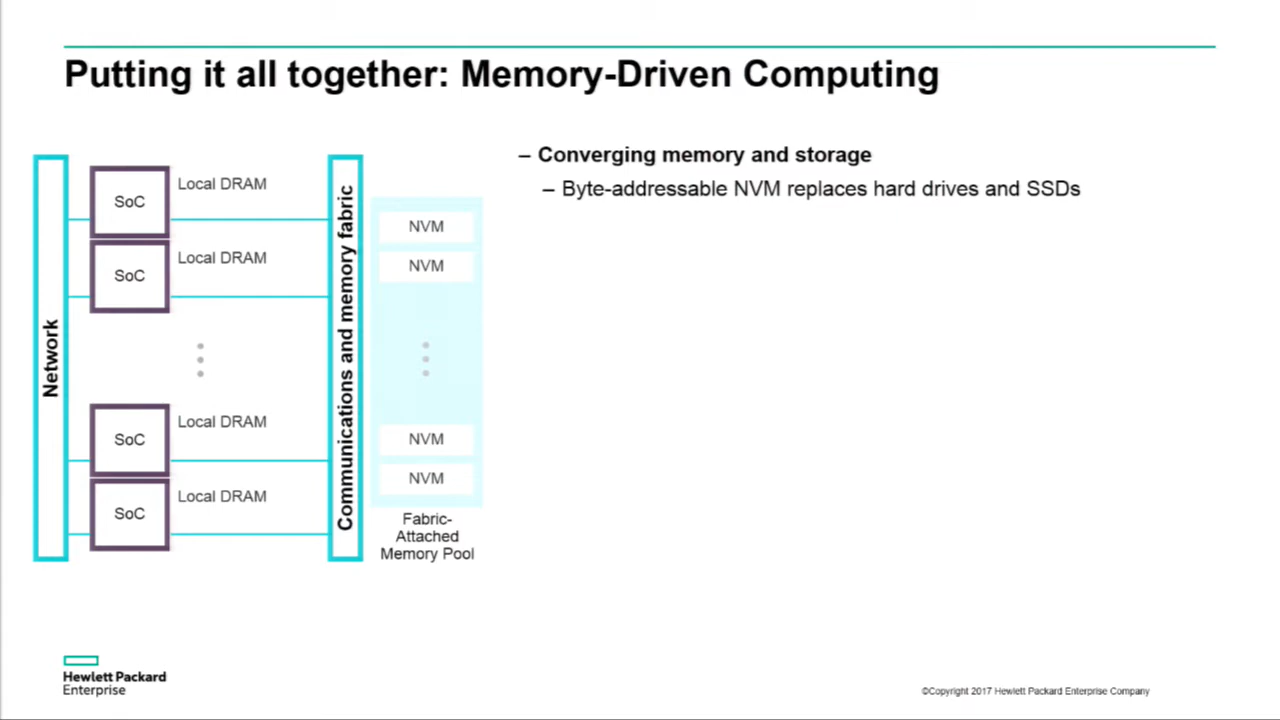 Putting it all together: Memory-Driven Computing
Network
SoC
Local DRAM
SoC
Local DRAM
SoC
Local DRAM
SoC
Local DRAM
Communications and memory fabric
NVM
NVM
NVM
NVM
Fabric-
Attached
Memory Pool
– Converging memory and storage
– Byte-addressable NVM replaces hard drives and SSDs
Hewlett Packard
Enterprise
©Copyright 2017 Hewlett Packard Enterprise Company